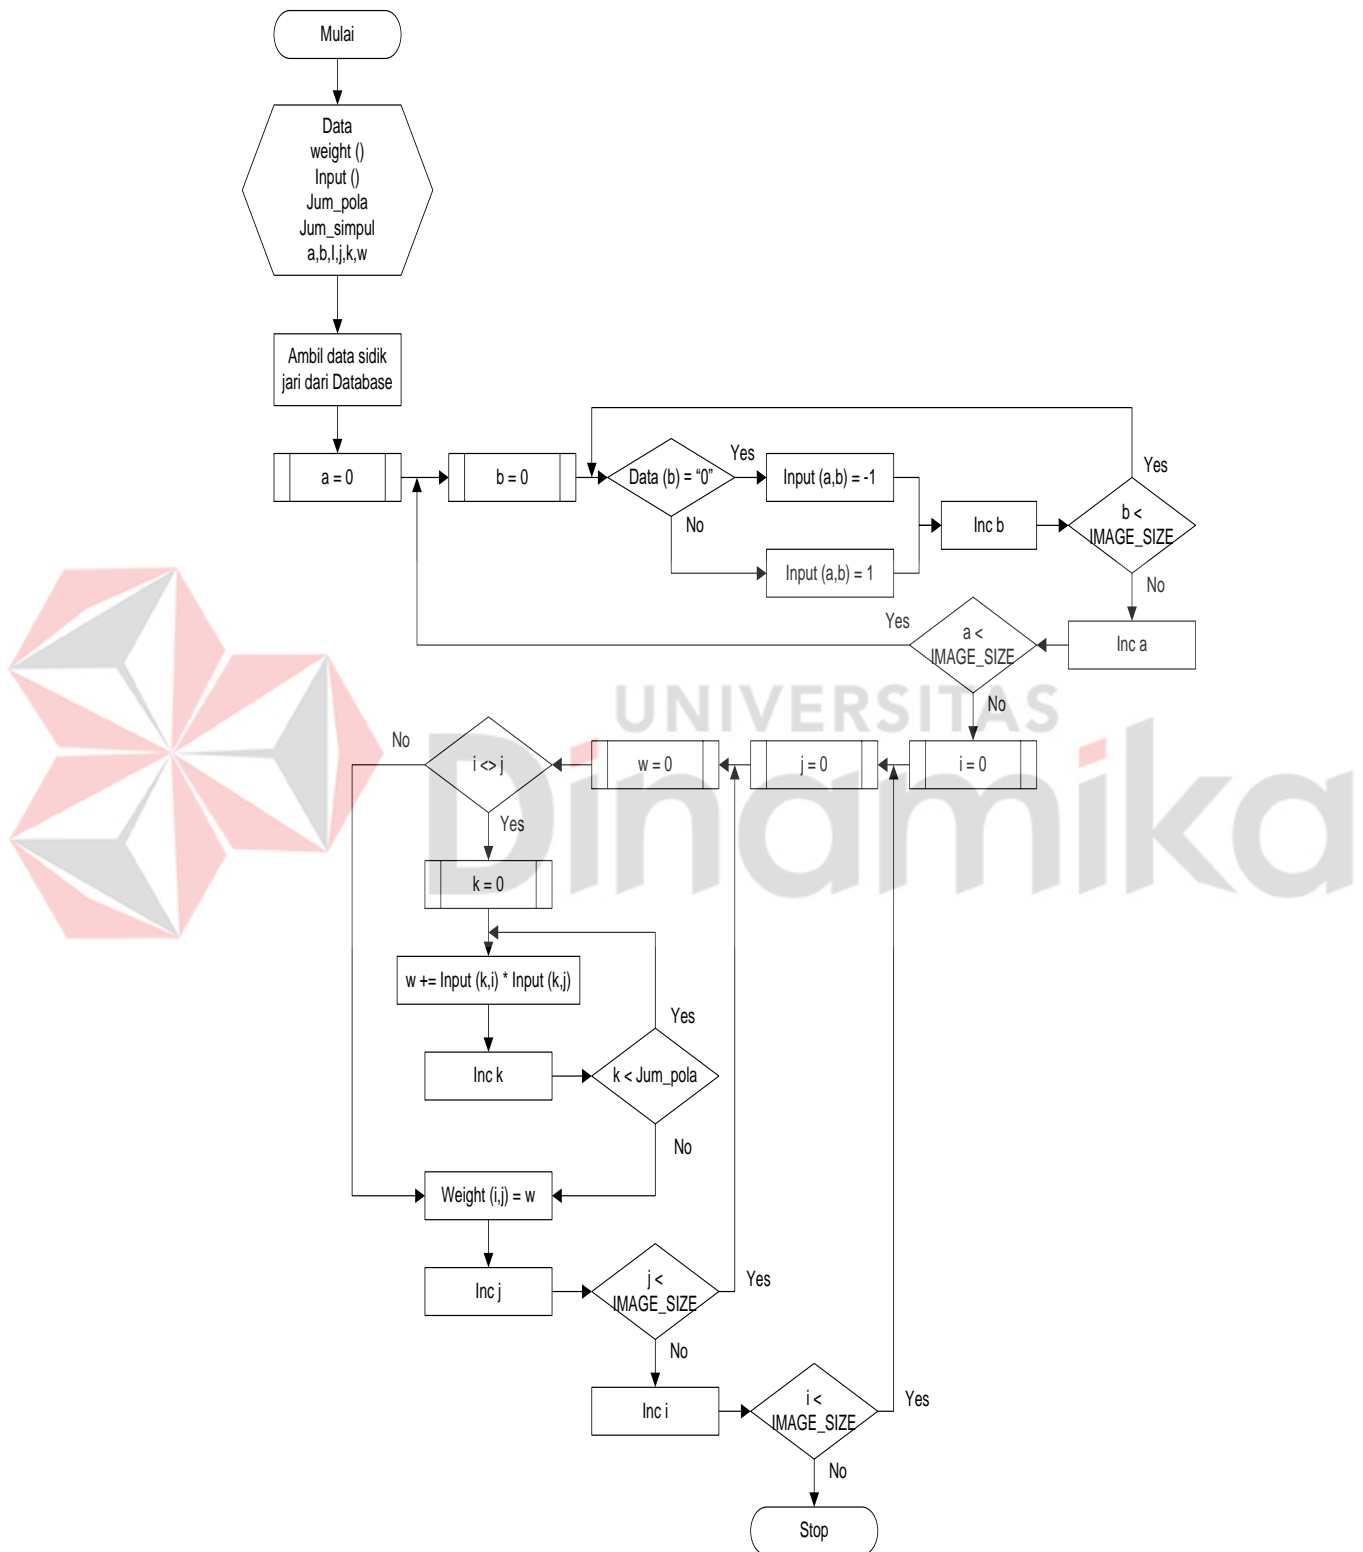 Mulai
Data
weight ()
Input ()
Jum_pola
Jum_simpul
a,b,I,j,k,w
Ambil data sidik
jari dari Database
a = 0
b = 0
Data (b) = “0”
Yes
No
Input (a,b) = -1
Input (a,b) = 1
Inc b
b <
IMAGE_SIZE
Yes
No
Inc a
a <
IMAGE_SIZE
Yes
No
UNIVERSITAS
Dinamika
i = 0
j = 0
w = 0
i <> j
No
Yes
k = 0
w += Input (k,i) * Input (k,j)
Inc k
k < Jum_pola
Yes
No
Weight (i,j) = w
Inc j
j <
IMAGE_SIZE
Yes
No
Inc i
i <
IMAGE_SIZE
Yes
No
Stop